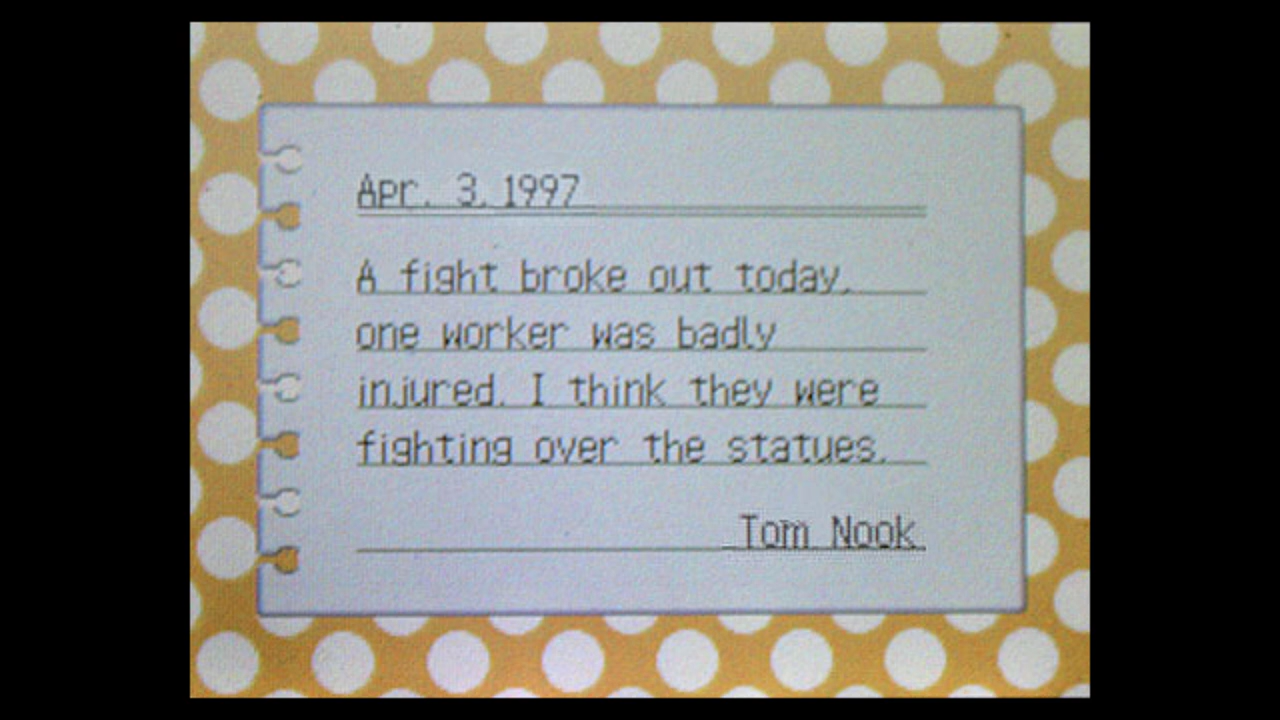 Apr. 3, 1997
A fight broke out today,
one worker was badly
injured. I think they were
fighting over the statues.
Tom Nook